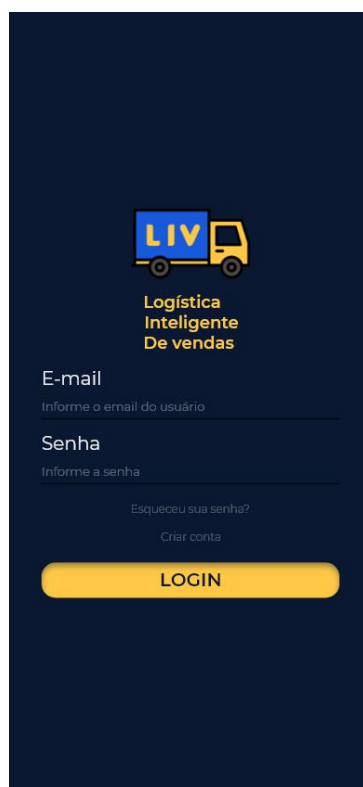 LIV
Logística
Inteligente
De vendas
E-mail
Informe o email do usuário
Senha
Informe a senha
Esqueceu sua senha?
Criar conta
LOGIN